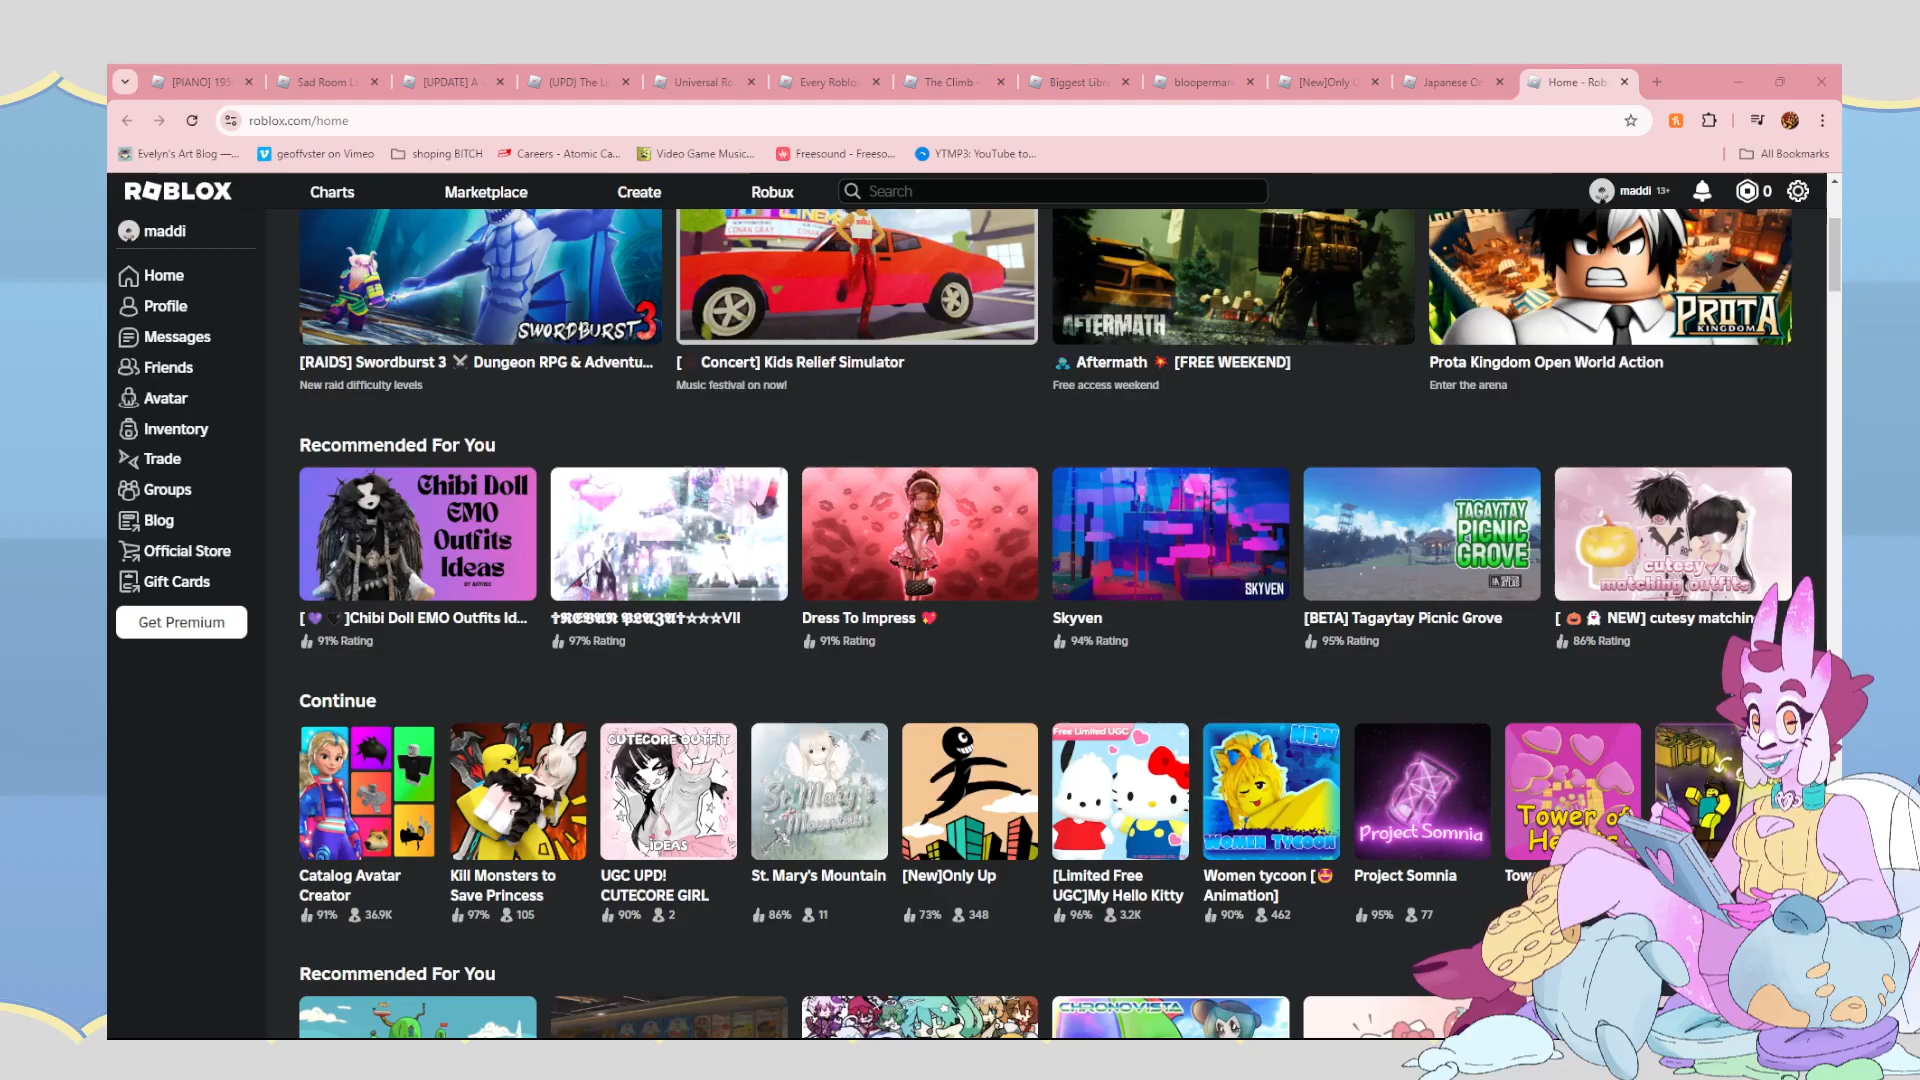 [PIANO] 195
Sad Room L
[UPDATE] A
(UPD) The Li
Universal Ro
Every Roblo
The Climb -
Biggest Libr
bloopermar
[New]Only U
Japanese On
Home - Rob
roblox.com/home
Evelyn's Art Blog —...
geoffvster on Vimeo
shoping BITCH
Careers - Atomic Ca...
Video Game Music...
Freesound - Freeso...
YTMP3: YouTube to...
All Bookmarks
ROBLOX
Charts
Marketplace
Create
Robux
Search
maddi 13+
0
maddi
Home
Profile
Messages
Friends
Avatar
Inventory
Trade
Groups
Blog
Official Store
Gift Cards
Get Premium
SWORDBURST 3
CONAN GRAY
AFTERMATH
PROTA
KINGDOM
[RAIDS] Swordburst 3 ⚔ Dungeon RPG & Adventu...
New raid difficulty levels
[ Concert] Kids Relief Simulator
Music festival on now!
Aftermath 💥 [FREE WEEKEND]
Free access weekend
Prota Kingdom Open World Action
Enter the arena
Recommended For You
Chibi Doll
EMO
Outfits
Ideas
SKYVEN
TAGAYTAY
PICNIC
GROVE
cutesy
matching outfits
[💜🖤]Chibi Doll EMO Outfits Id...
91% Rating
97% Rating
Dress To Impress 💖
91% Rating
Skyven
94% Rating
[BETA] Tagaytay Picnic Grove
95% Rating
[🎃👻 NEW] cutesy matchin
86% Rating
Continue
CUTECORE OUTFIT
IDEAS
St. Mary's
Mountain
Free Limited UGC
NEW
WOMEN TYCOON
Project Somnia
Tower of
He
Catalog Avatar
Creator
91% 36.9K
Kill Monsters to
Save Princess
97% 105
UGC UPD!
CUTECORE GIRL
90% 2
St. Mary's Mountain
86% 11
[New]Only Up
73% 348
[Limited Free
UGC]My Hello Kitty
96% 3.2K
Women tycoon [🤩
Animation]
90% 462
Project Somnia
95% 77
Tow
Recommended For You
CHRONOVISTA